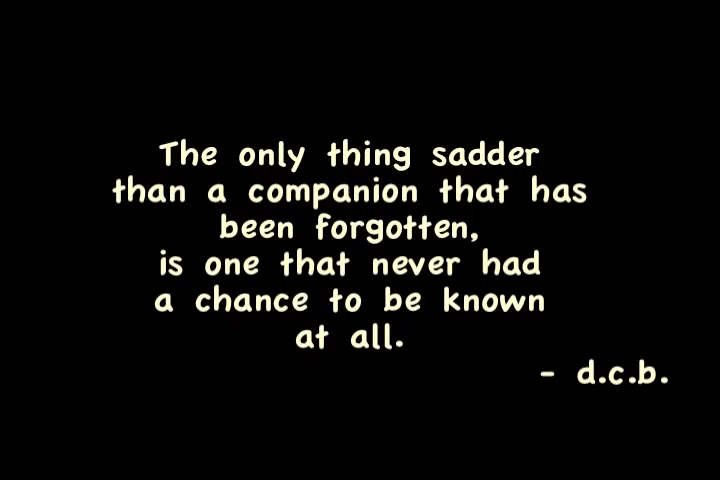 The only thing sadder
than a companion that has
been forgotten,
is one that never had
a chance to be known
at all.
- d.c.b.